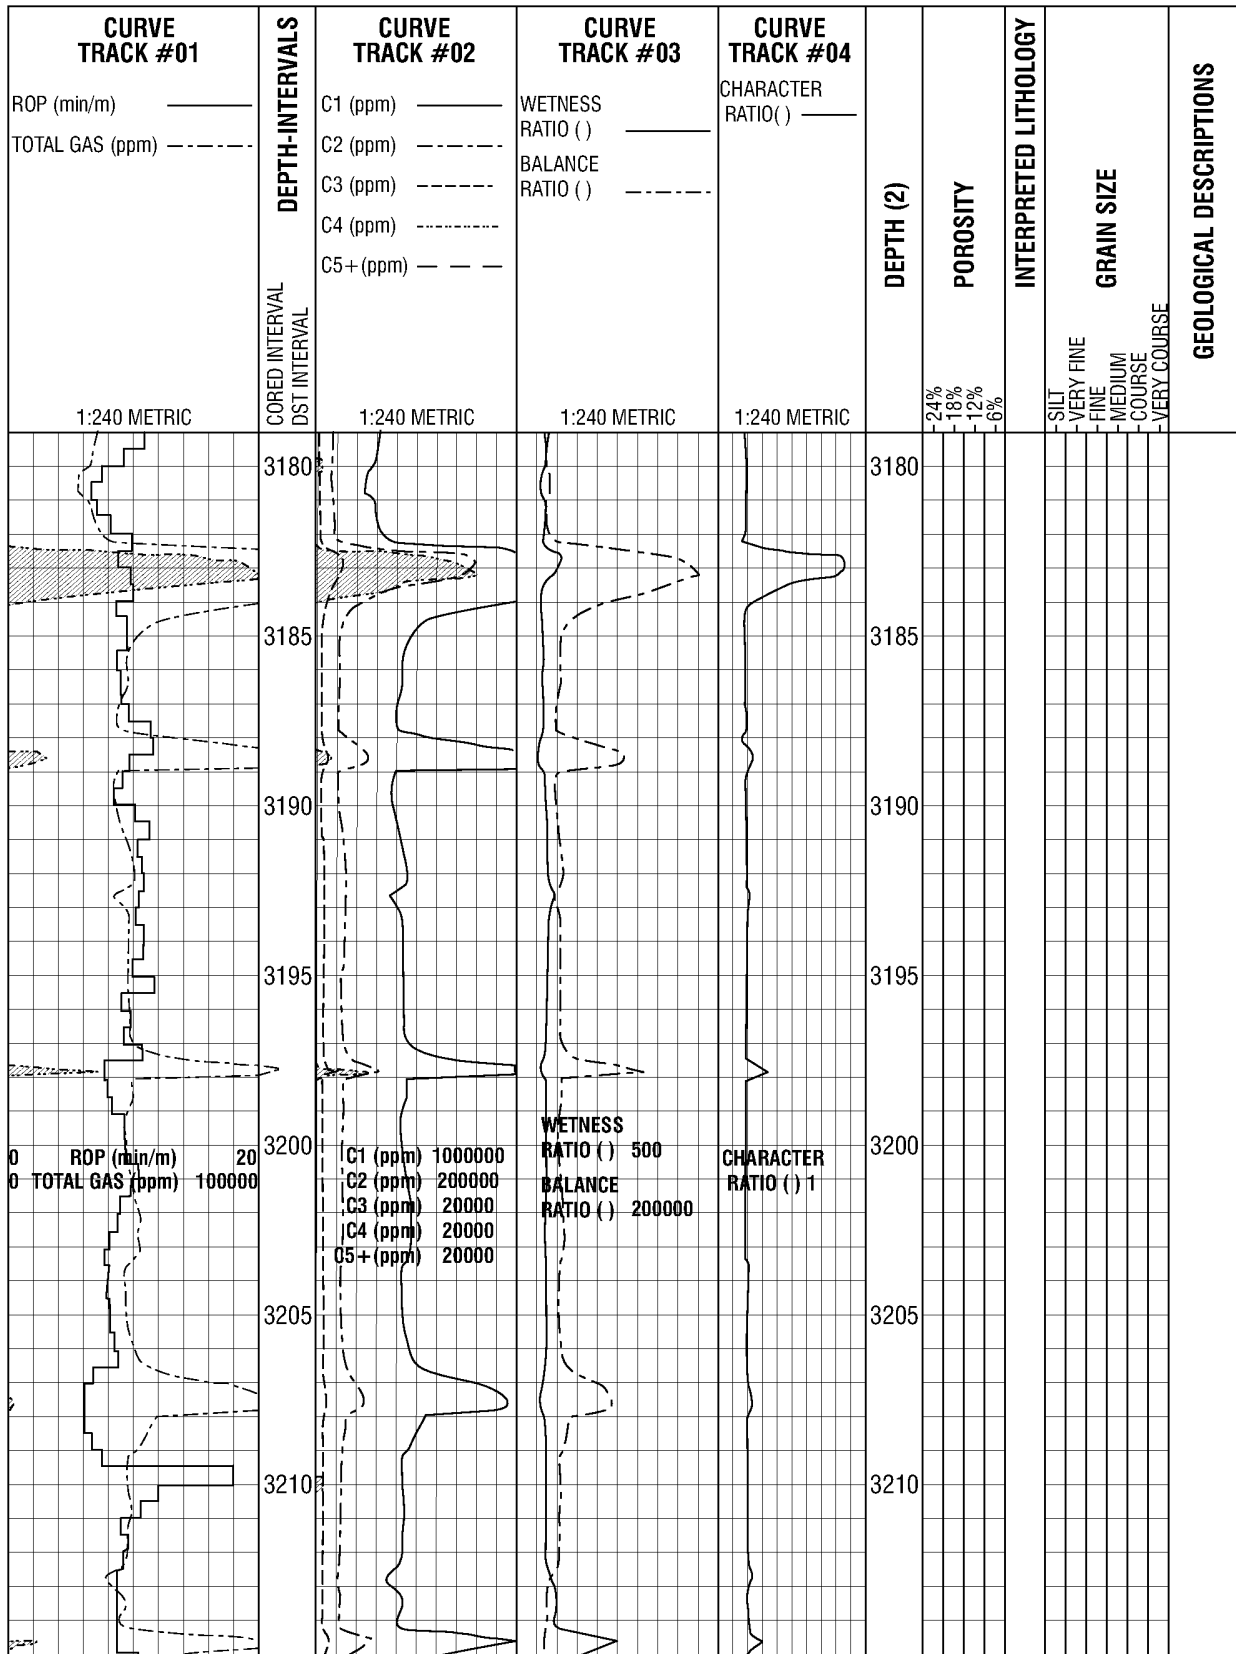 CURVE
TRACK #01
ROP (min/m)
TOTAL GAS (ppm)
1:240 METRIC
DEPTH-INTERVALS
CORED INTERVAL
DST INTERVAL
CURVE
TRACK #02
C1 (ppm)
C2 (ppm)
C3 (ppm)
C4 (ppm)
C5+(ppm)
1:240 METRIC
CURVE
TRACK #03
WETNESS
RATIO ( )
BALANCE
RATIO ( )
1:240 METRIC
CURVE
TRACK #04
CHARACTER
RATIO( )
1:240 METRIC
DEPTH (2)
POROSITY
24%
18%
12%
6%
INTERPRETED LITHOLOGY
GRAIN SIZE
SILT
VERY FINE
FINE
MEDIUM
COURSE
VERY COURSE
GEOLOGICAL DESCRIPTIONS
3180 3180
3185 3185
3190 3190
3195 3195
3200 3200
0 ROP (min/m) 20
0 TOTAL GAS (ppm) 100000
C1 (ppm) 1000000
C2 (ppm) 200000
C3 (ppm) 20000
C4 (ppm) 20000
C5+(ppm) 20000
WETNESS
RATIO ( ) 500
BALANCE
RATIO ( ) 200000
CHARACTER
RATIO ( ) 1
3205 3205
3210 3210